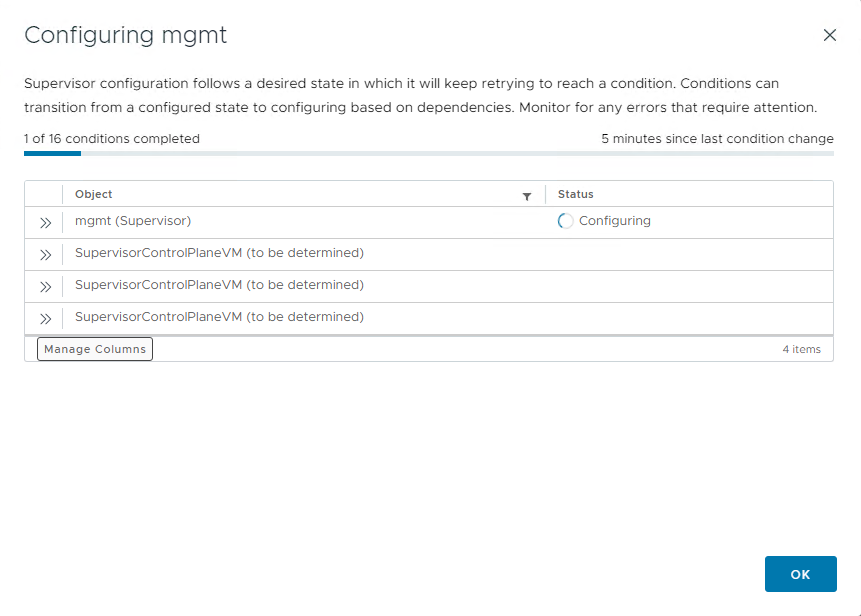 Configuring mgmt
Supervisor configuration follows a desired state in which it will keep retrying to reach a condition. Conditions can
transition from a configured state to configuring based on dependencies. Monitor for any errors that require attention.
1 of 16 conditions completed 5 minutes since last condition change
Object Status
mgmt (Supervisor) Configuring
SupervisorControlPlaneVM (to be determined)
SupervisorControlPlaneVM (to be determined)
SupervisorControlPlaneVM (to be determined)
Manage Columns 4 items
OK